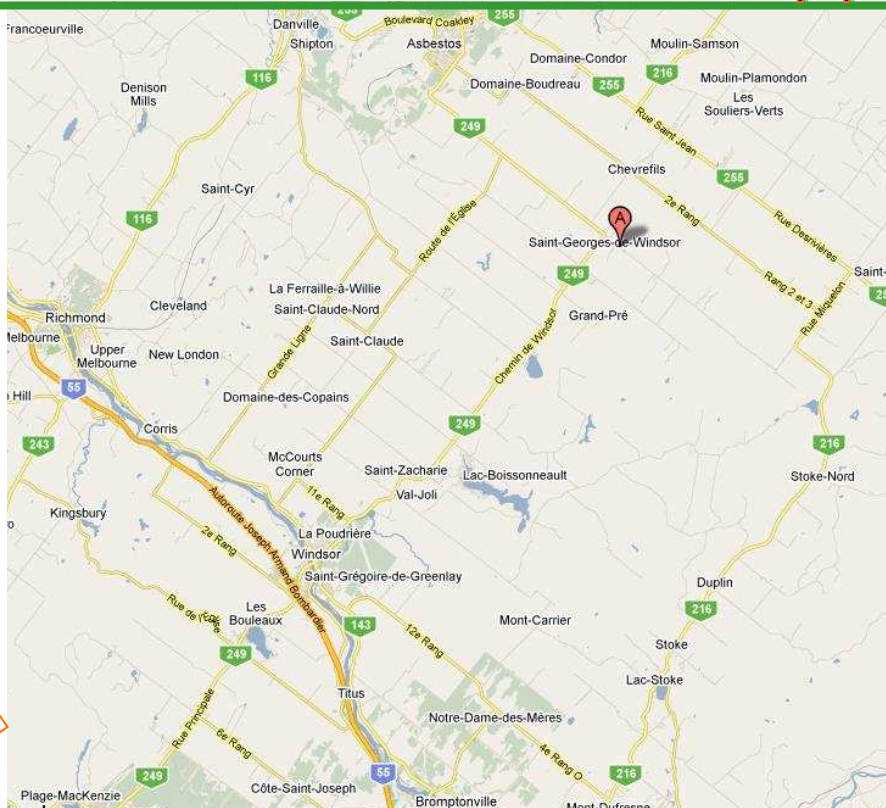 Francoeurville
Danville
Shipton
Boulevard Coakley
255
Asbestos
Moulin-Samson
Domaine-Condor
116
216
Moulin-Plamondon
Denison
Mills
Domaine-Boudreau
255
Les
Souliers-Verts
249
Rue Saint Jean
Chevrefils
255
Saint-Cyr
116
Route de l'Église
2e Rang
A
Rue Desrivières
Saint-Georges-de-Windsor
249
Saint-
La Ferraille-à-Willie
Rang 2 et 3
Cleveland
Saint-Claude-Nord
Richmond
Grand-Pré
Rue Miquelon
Melbourne
Upper
Melbourne
New London
Grande Ligne
Saint-Claude
Chemin de Windsor
55
Hill
Domaine-des-Copains
Corris
249
243
216
McCourts
Corner
Saint-Zacharie
Lac-Boissonneault
Stoke-Nord
Val-Joli
11e Rang
Kingsbury
Autoroute Joseph Armand Bombardier
2e Rang
La Poudrière
Windsor
Saint-Grégoire-de-Greenlay
Duplin
Les
Bouleaux
216
143
Mont-Carrier
12e Rang
Stoke
249
Lac-Stoke
Titus
Rue Principale
Notre-Dame-des-Mères
6e Rang
4e Rang O
55
216
249
Côte-Saint-Joseph
Plage-MacKenzie
Bromptonville
Mont-Dufresne